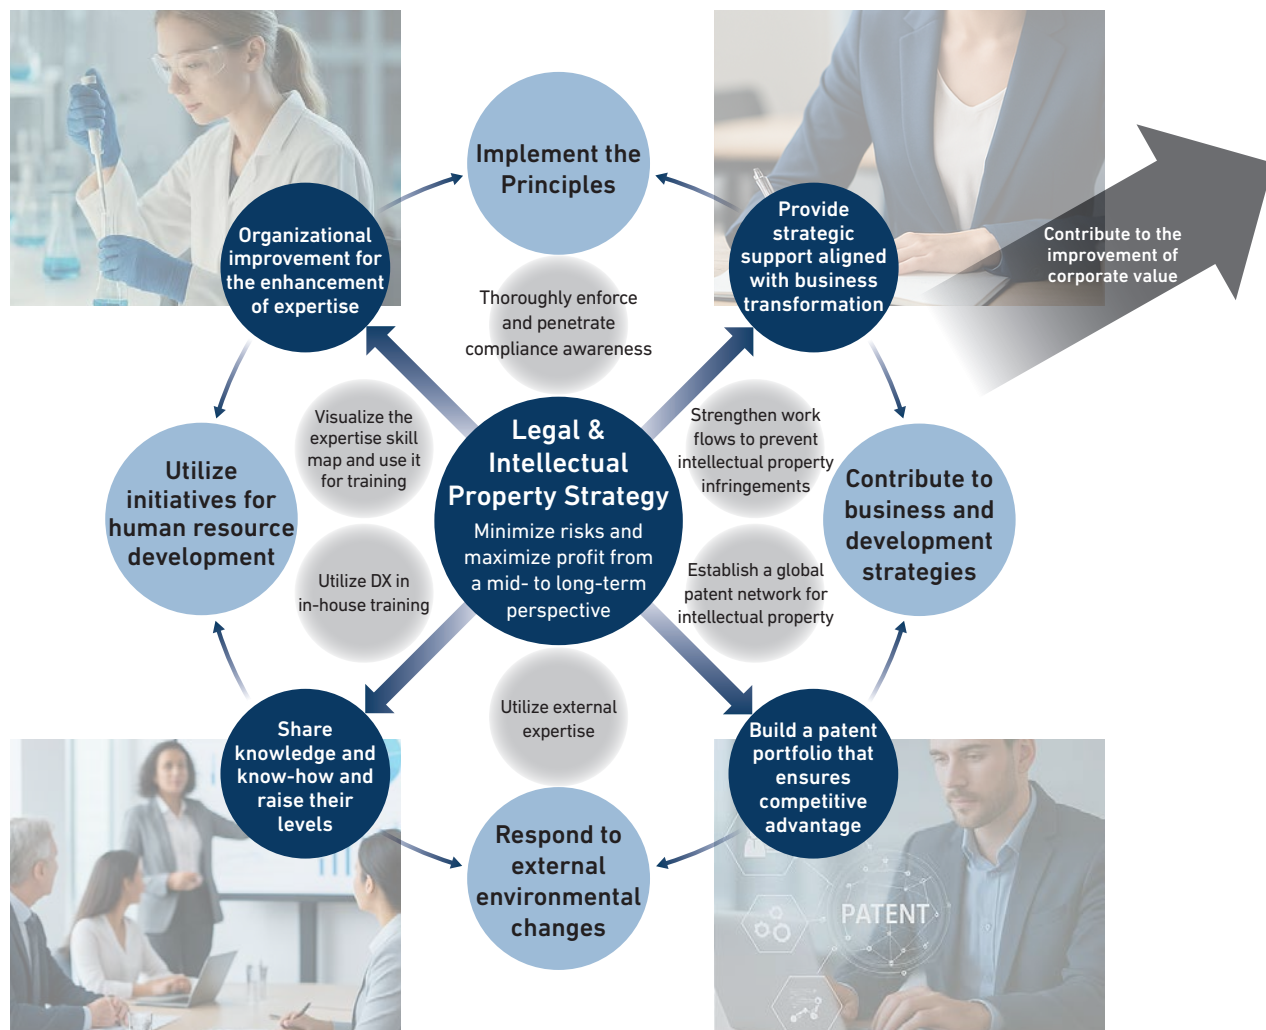 Implement the
Principles
Organizational
improvement for
the enhancement
of expertise
Provide
strategic
support aligned
with business
transformation
Contribute to the
improvement of
corporate value
Thoroughly enforce
and penetrate
compliance awareness
Visualize the
expertise skill
map and use it
for training
Legal &
Intellectual
Property Strategy
Minimize risks and
maximize profit from
a mid- to long-term
perspective
Strengthen work
flows to prevent
intellectual property
infringements
Utilize
initiatives for
human resource
development
Contribute to
business and
development
strategies
Utilize DX in
in-house training
Establish a global
patent network for
intellectual property
Utilize external
expertise
Share
knowledge and
know-how and
raise their
levels
Build a patent
portfolio that
ensures
competitive
advantage
Respond to
external
environmental
changes
PATENT